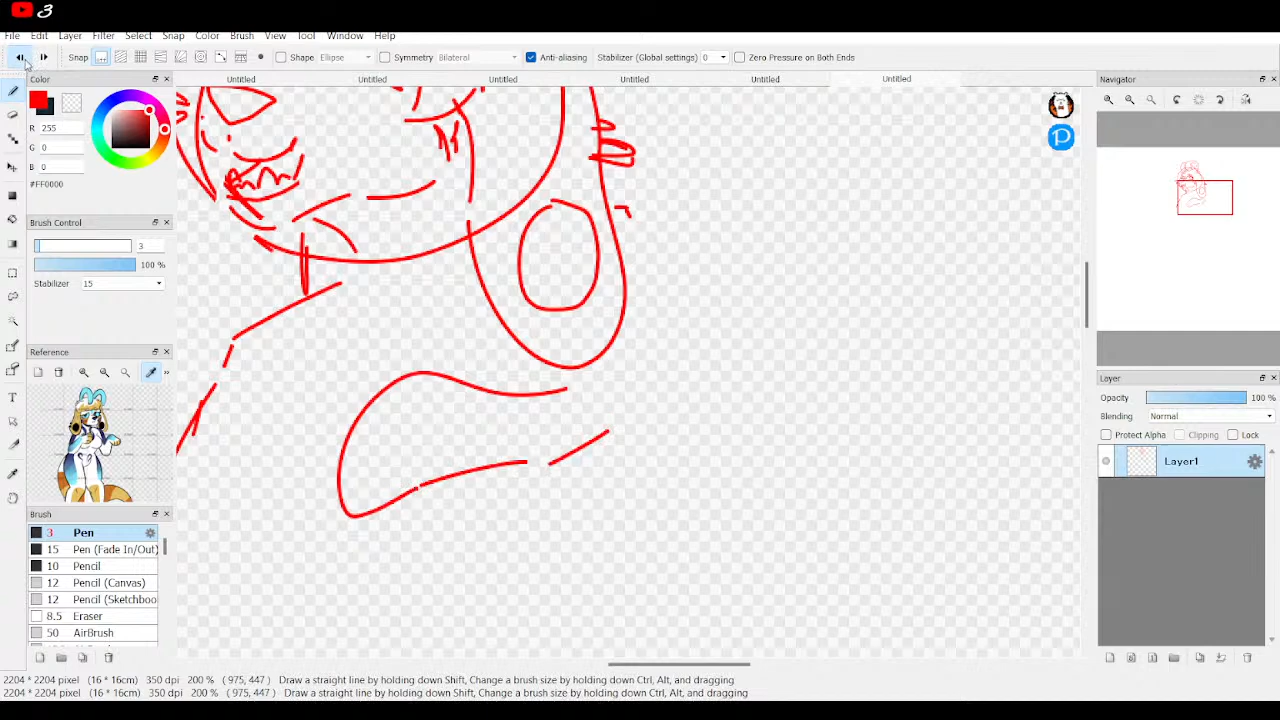 3
File Edit Layer Filter Select Snap Color Brush View Tool Window Help
Snap Shape Ellipse Symmetry Bilateral Anti-aliasing Stabilizer (Global settings) 0 Zero Pressure on Both Ends
Color Untitled Untitled Untitled Untitled Untitled Untitled Navigator
R 255
G 0
B 0
#FF0000
Brush Control
3
100 %
Stabilizer 15
Reference
Layer
Opacity 100 %
Blending Normal
Protect Alpha Clipping Lock
Layer1
Brush
3 Pen
15 Pen (Fade In/Out)
10 Pencil
12 Pencil (Canvas)
12 Pencil (Sketchboo
8.5 Eraser
50 AirBrush
2204 * 2204 pixel (16 * 16cm) 350 dpi 200 % ( 975, 447 ) Draw a straight line by holding down Shift, Change a brush size by holding down Ctrl, Alt, and dragging
2204 * 2204 pixel (16 * 16cm) 350 dpi 200 % ( 975, 447 ) Draw a straight line by holding down Shift, Change a brush size by holding down Ctrl, Alt, and dragging